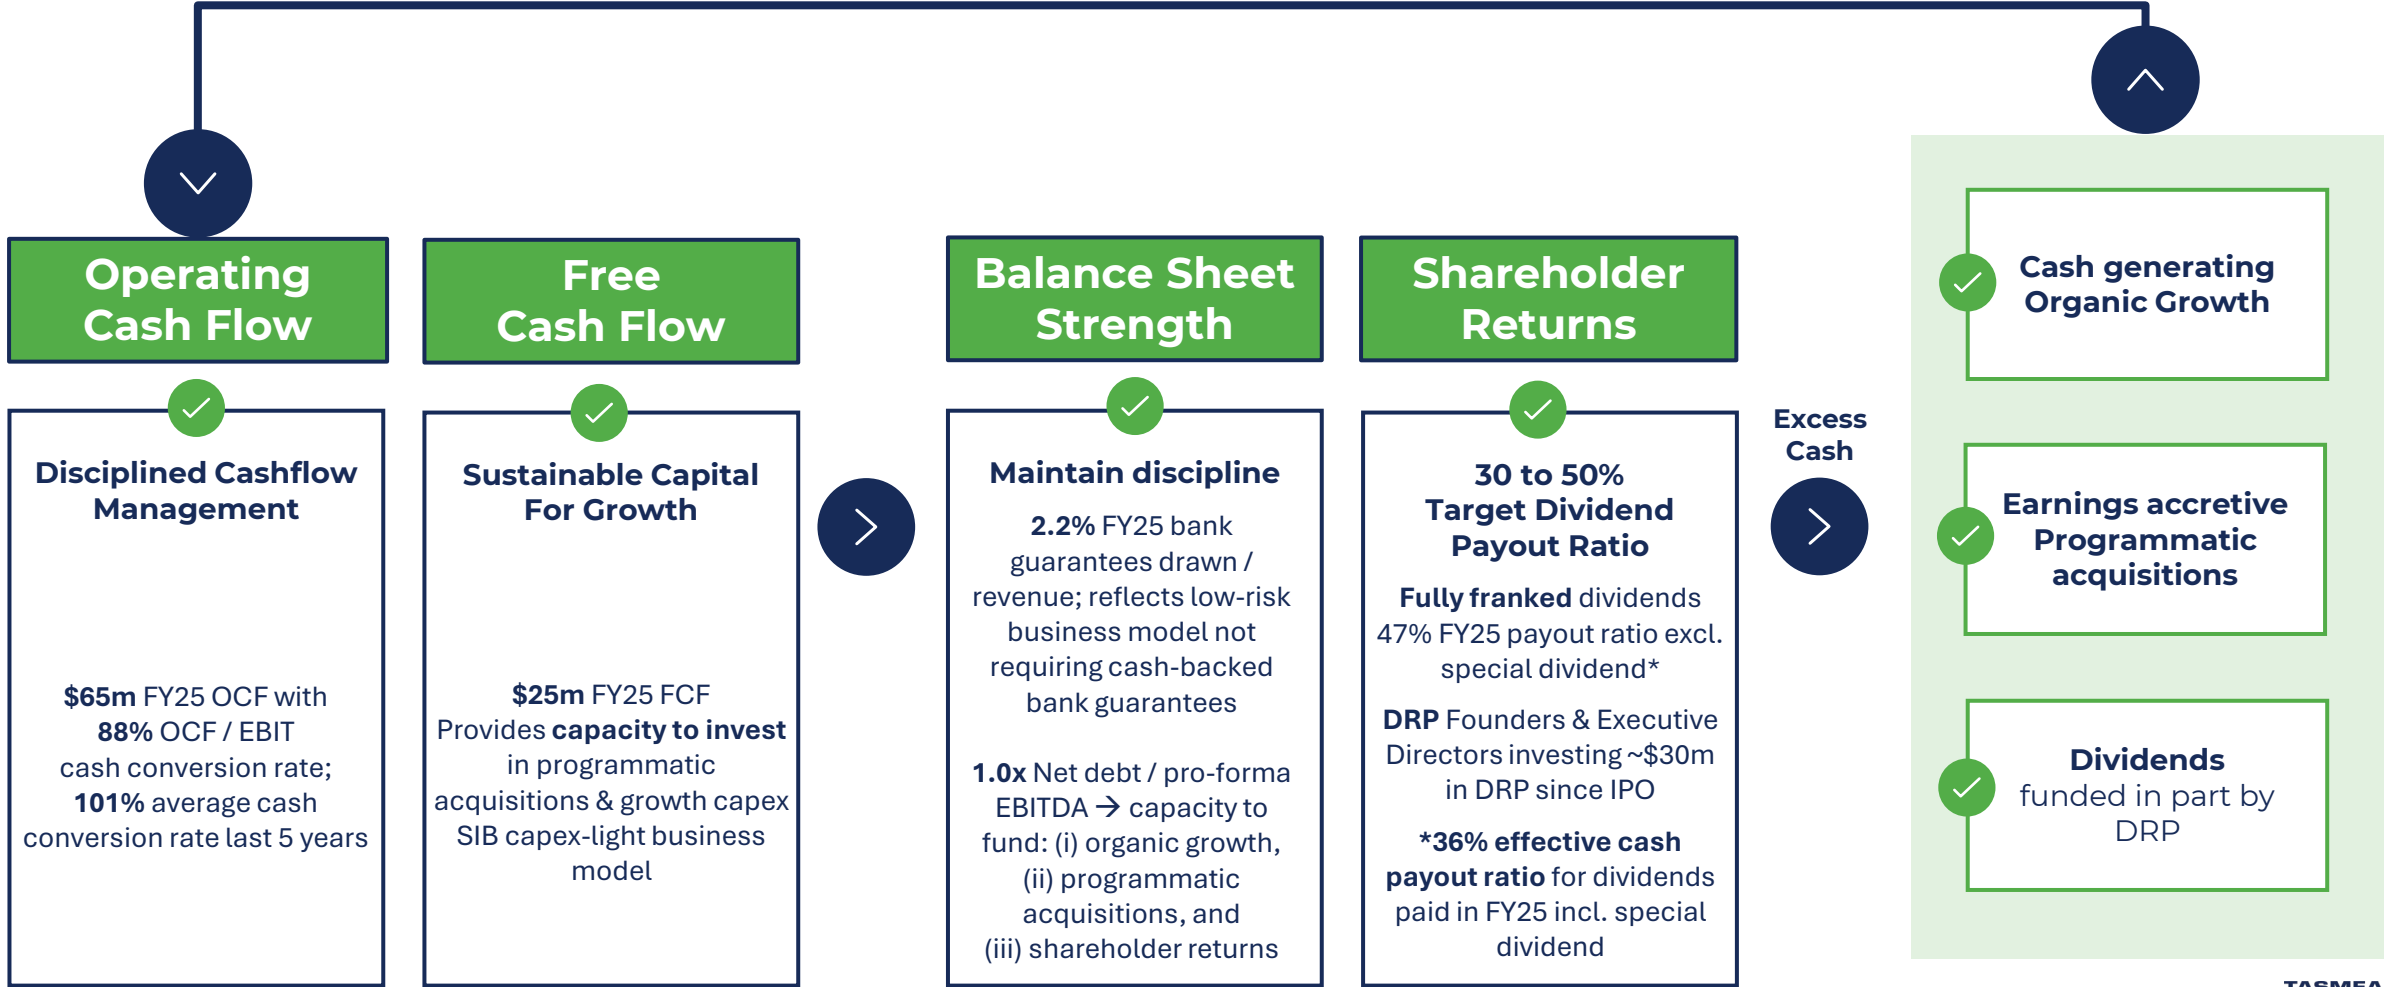 Operating
Cash Flow
Disciplined Cashflow
Management
$65m FY25 OCF with
88% OCF / EBIT
cash conversion rate;
101% average cash
conversion rate last 5 years
Free
Cash Flow
Sustainable Capital
For Growth
$25m FY25 FCF
Provides capacity to invest
in programmatic
acquisitions & growth capex
SIB capex-light business
model
Balance Sheet
Strength
Maintain discipline
2.2% FY25 bank
guarantees drawn /
revenue; reflects low-risk
business model not
requiring cash-backed
bank guarantees
1.0x Net debt / pro-forma
EBITDA → capacity to
fund: (i) organic growth,
(ii) programmatic
acquisitions, and
(iii) shareholder returns
Shareholder
Returns
30 to 50%
Target Dividend
Payout Ratio
Fully franked dividends
47% FY25 payout ratio excl.
special dividend*
DRP Founders & Executive
Directors investing ~$30m
in DRP since IPO
*36% effective cash
payout ratio for dividends
paid in FY25 incl. special
dividend
Excess
Cash
Cash generating
Organic Growth
Earnings accretive
Programmatic
acquisitions
Dividends
funded in part by
DRP
TASMEA